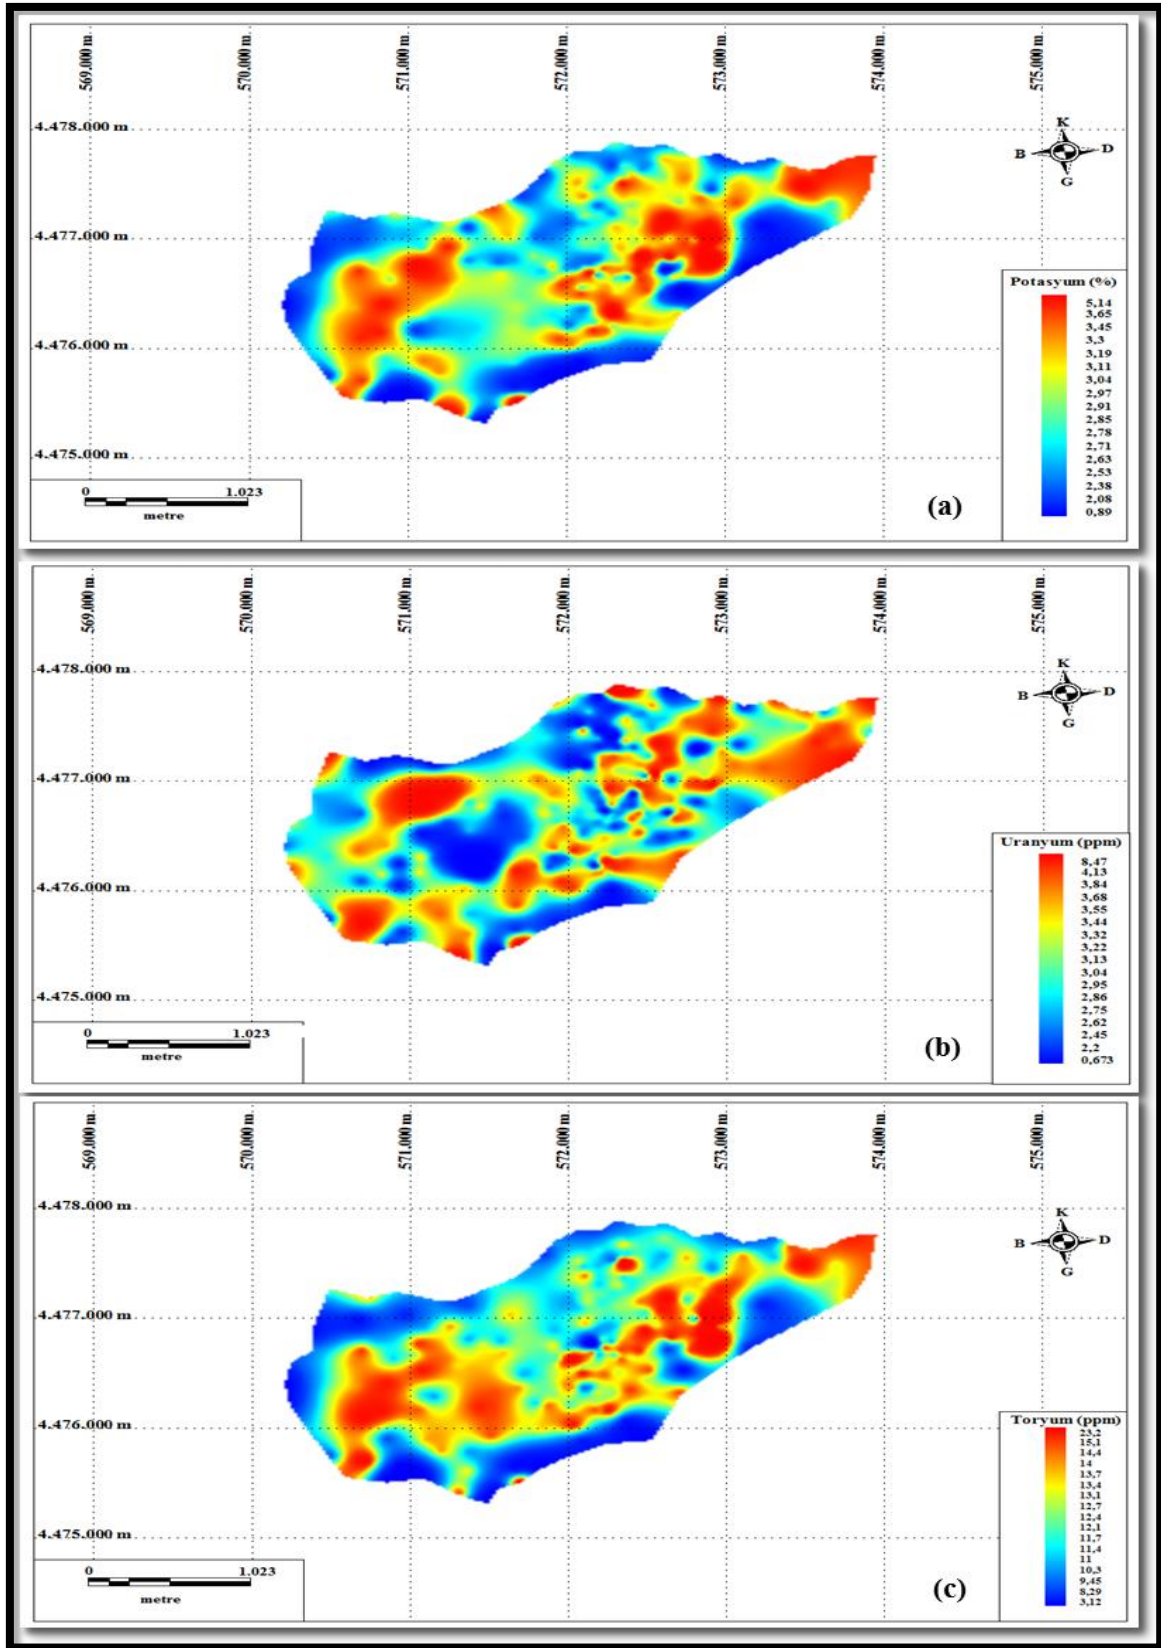 569.000 m
570.000 m
571.000 m
572.000 m
573.000 m
574.000 m
575.000 m
4.478.000 m
K
B
D
G
4.477.000 m
Potasyum (%)
5,14
3,65
3,45
3,3
3,19
3,11
3,04
2,97
2,91
2,85
2,78
2,71
2,63
2,53
2,38
2,08
0,89
4.476.000 m
4.475.000 m
0 1.023
metre
(a)
569.000 m
570.000 m
571.000 m
572.000 m
573.000 m
574.000 m
575.000 m
4.478.000 m
K
B
D
G
4.477.000 m
Uranyum (ppm)
8,47
4,13
3,84
3,68
3,55
3,44
3,32
3,22
3,13
3,04
2,95
2,86
2,75
2,62
2,45
2,2
0,673
4.476.000 m
4.475.000 m
0 1.023
metre
(b)
569.000 m
570.000 m
571.000 m
572.000 m
573.000 m
574.000 m
575.000 m
4.478.000 m
K
B
D
G
4.477.000 m
4.476.000 m
Toryum (ppm)
23,2
15,1
14,4
14
13,7
13,4
13,1
12,7
12,4
12,1
11,7
11,4
11
10,3
9,45
8,29
3,12
4.475.000 m
0 1.023
metre
(c)